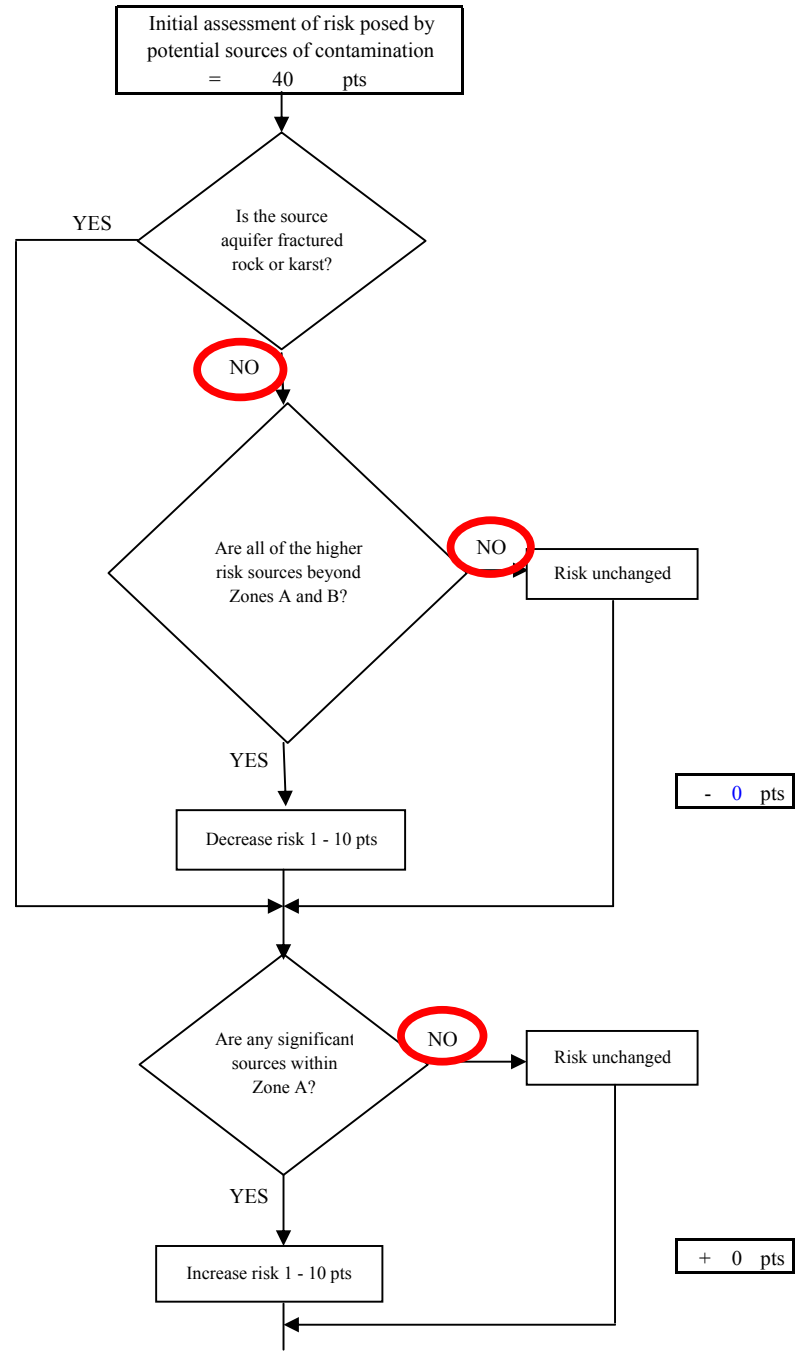 Initial assessment of risk posed by
potential sources of contamination
= 40 pts
YES
Is the source
aquifer fractured
rock or karst?
NO
Are all of the higher
risk sources beyond
Zones A and B?
NO
Risk unchanged
YES
- 0 pts
Decrease risk 1 - 10 pts
Are any significant
sources within
Zone A?
NO
Risk unchanged
YES
+ 0 pts
Increase risk 1 - 10 pts